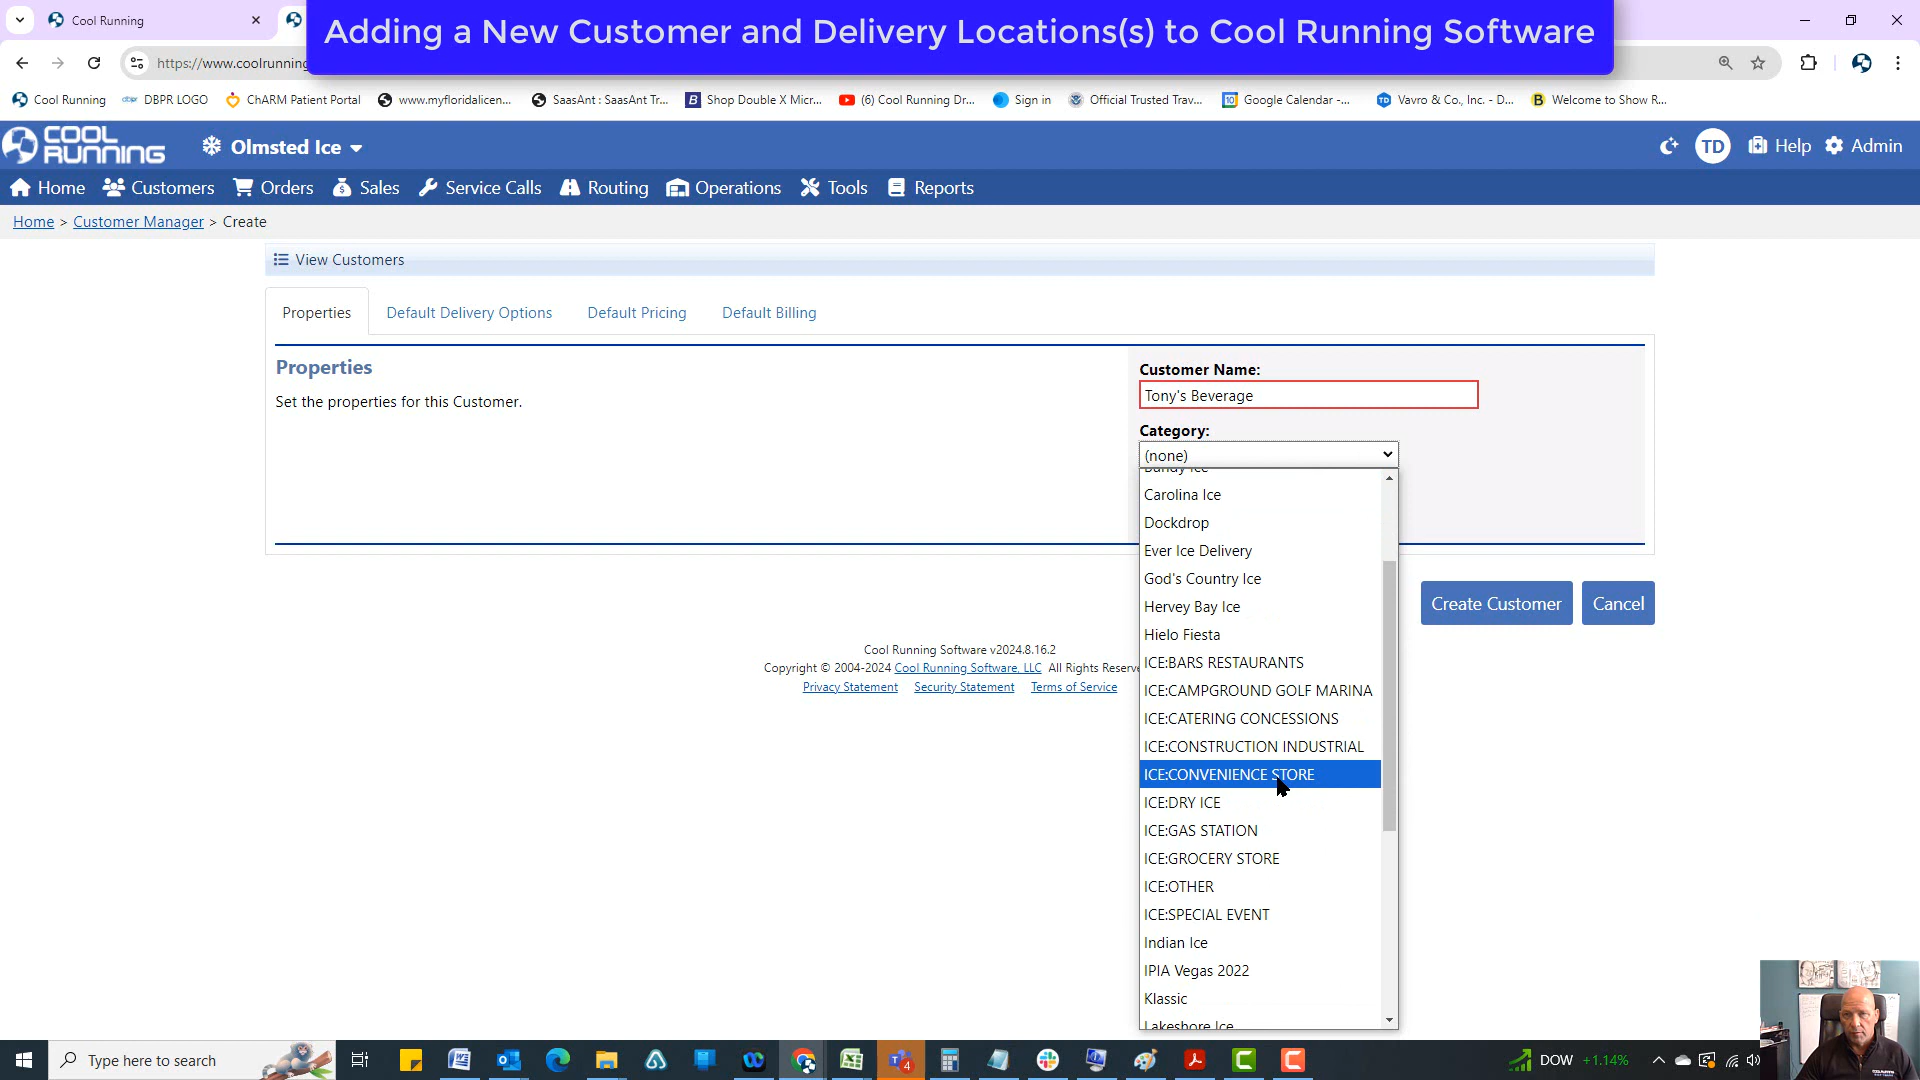 Cool Running
Adding a New Customer and Delivery Locations(s) to Cool Running Software
https://www.coolrunning
Cool Running
DBPR LOGO
ChARM Patient Portal
www.myfloridalicen...
SaasAnt : SaasAnt Tr...
Shop Double X Micr...
(6) Cool Running Dr...
Sign in
Official Trusted Trav...
Google Calendar -...
Vavro & Co., Inc. - D...
Welcome to Show R...
COOL RUNNING
Olmsted Ice
TD
Help
Admin
Home
Customers
Orders
Sales
Service Calls
Routing
Operations
Tools
Reports
Home > Customer Manager > Create
View Customers
Properties
Default Delivery Options
Default Pricing
Default Billing
Properties
Set the properties for this Customer.
Customer Name:
Tony's Beverage
Category:
(none)
Carolina Ice
Dockdrop
Ever Ice Delivery
God's Country Ice
Hervey Bay Ice
Hielo Fiesta
ICE:BARS RESTAURANTS
ICE:CAMPGROUND GOLF MARINA
ICE:CATERING CONCESSIONS
ICE:CONSTRUCTION INDUSTRIAL
ICE:CONVENIENCE STORE
ICE:DRY ICE
ICE:GAS STATION
ICE:GROCERY STORE
ICE:OTHER
ICE:SPECIAL EVENT
Indian Ice
IPIA Vegas 2022
Klassic
Lakeshore Ice
Create Customer
Cancel
Cool Running Software v2024.8.16.2
Copyright © 2004-2024 Cool Running Software, LLC All Rights Reserve
Privacy Statement
Security Statement
Terms of Service
Type here to search
4
DOW +1.14%